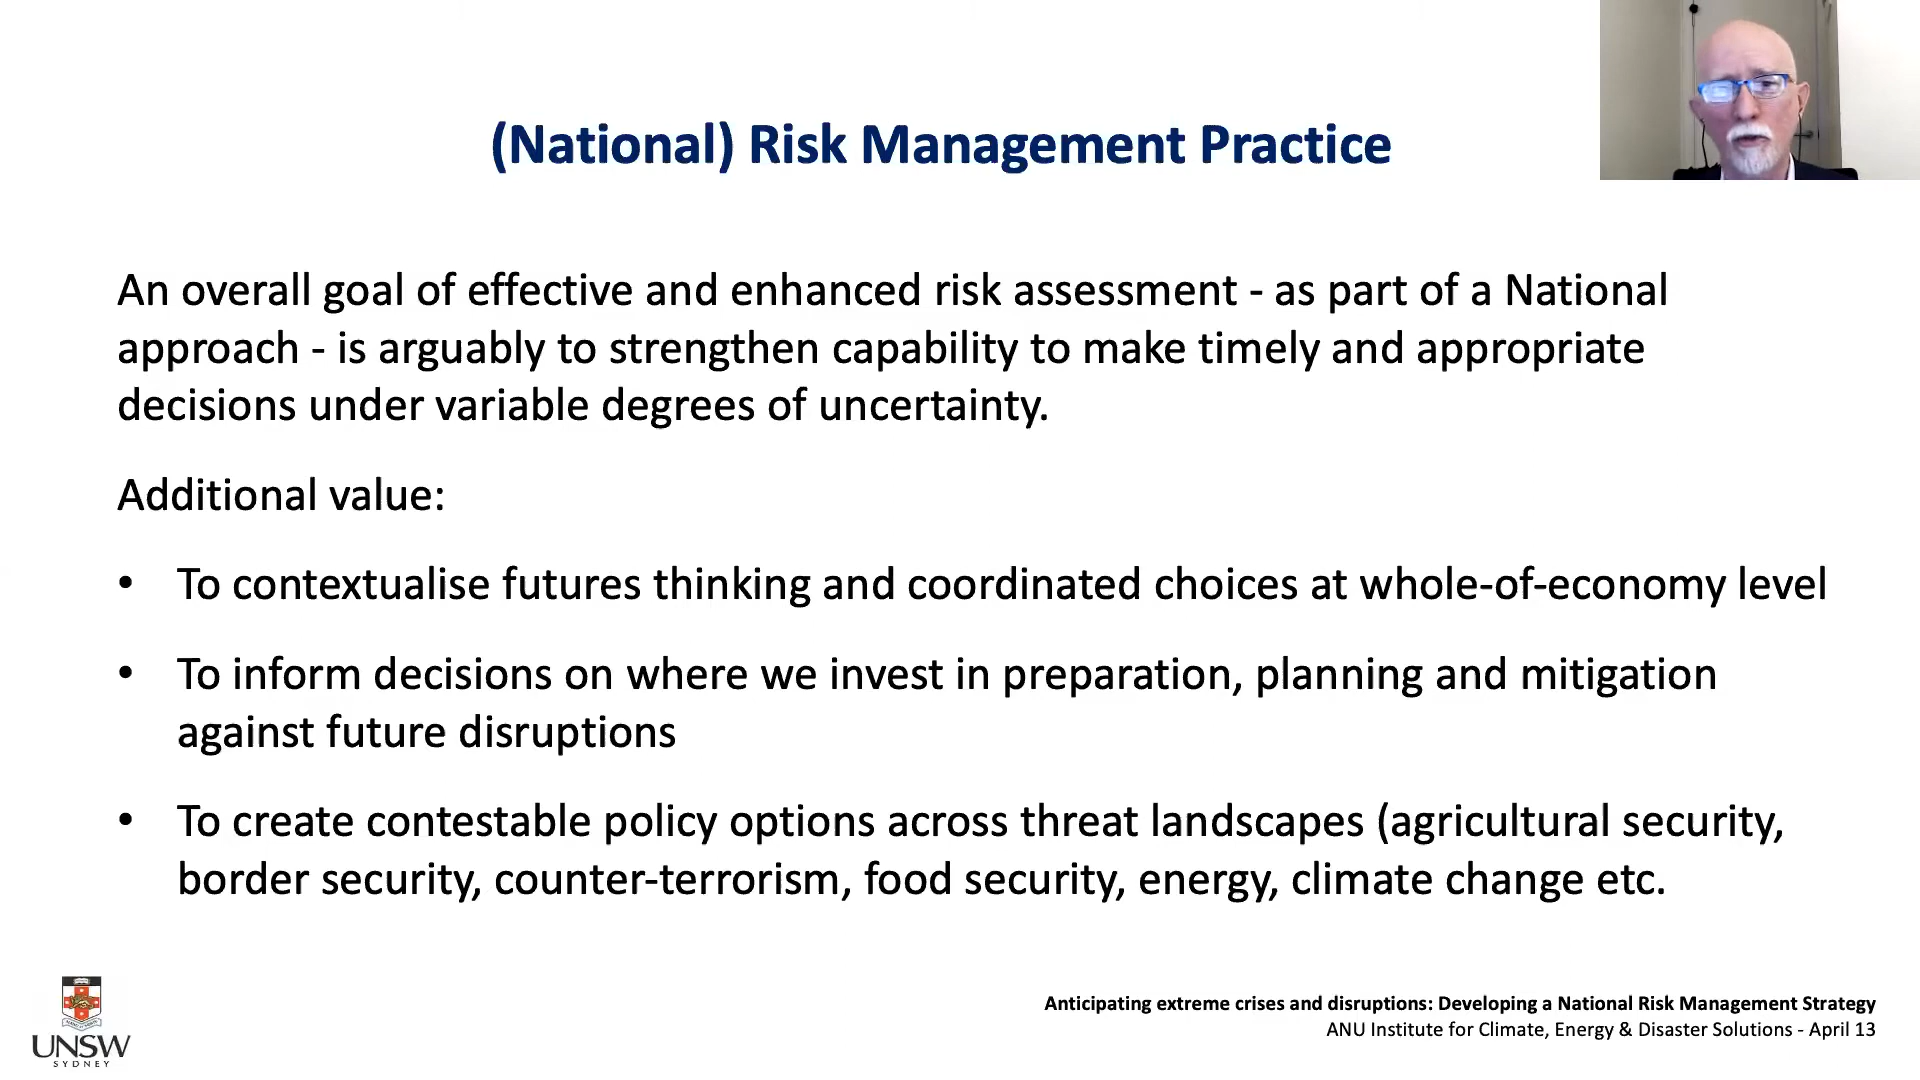 (National) Risk Management Practice
An overall goal of effective and enhanced risk assessment - as part of a National
approach - is arguably to strengthen capability to make timely and appropriate
decisions under variable degrees of uncertainty.
Additional value:
• To contextualise futures thinking and coordinated choices at whole-of-economy level
• To inform decisions on where we invest in preparation, planning and mitigation
against future disruptions
• To create contestable policy options across threat landscapes (agricultural security,
border security, counter-terrorism, food security, energy, climate change etc.
UNSW
SYDNEY
Anticipating extreme crises and disruptions: Developing a National Risk Management Strategy
ANU Institute for Climate, Energy & Disaster Solutions - April 13